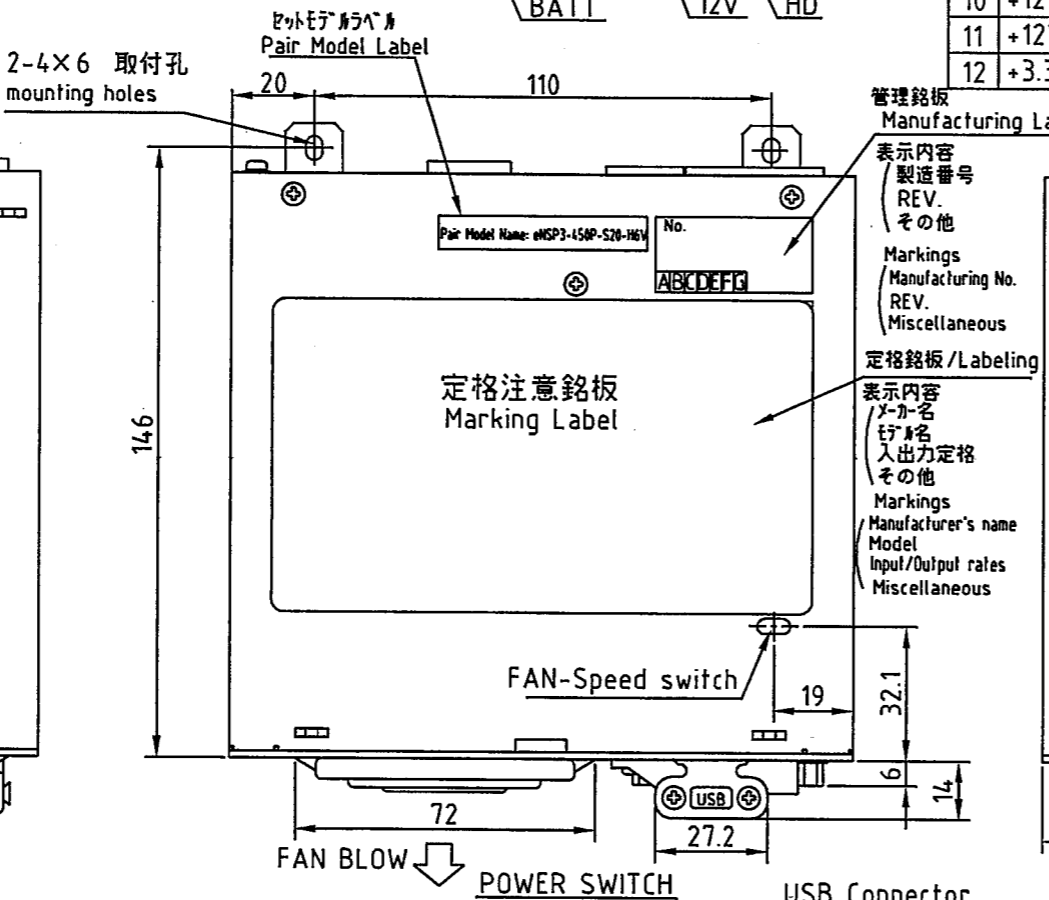 BATT
12V
HD
10 +12
11 +12
12 +3.3
セットモデルラベル
Pair Model Label
2-4×6 取付孔
mounting holes
20
110
管理銘板
Manufacturing La
表示内容
製造番号
REV.
その他
Markings
Manufacturing No.
REV.
Miscellaneous
Pair Model Name: eNSP3-450P-S20-H6V
No.
ABCDEFG
146
定格注意銘板
Marking Label
定格銘板/Labeling
表示内容
メーカー名
モデル名
入出力定格
その他
Markings
Manufacturer's name
Model
Input/Output rates
Miscellaneous
FAN-Speed switch
19
32.1
6
14
USB
72
27.2
FAN BLOW
POWER SWITCH
USB Connector